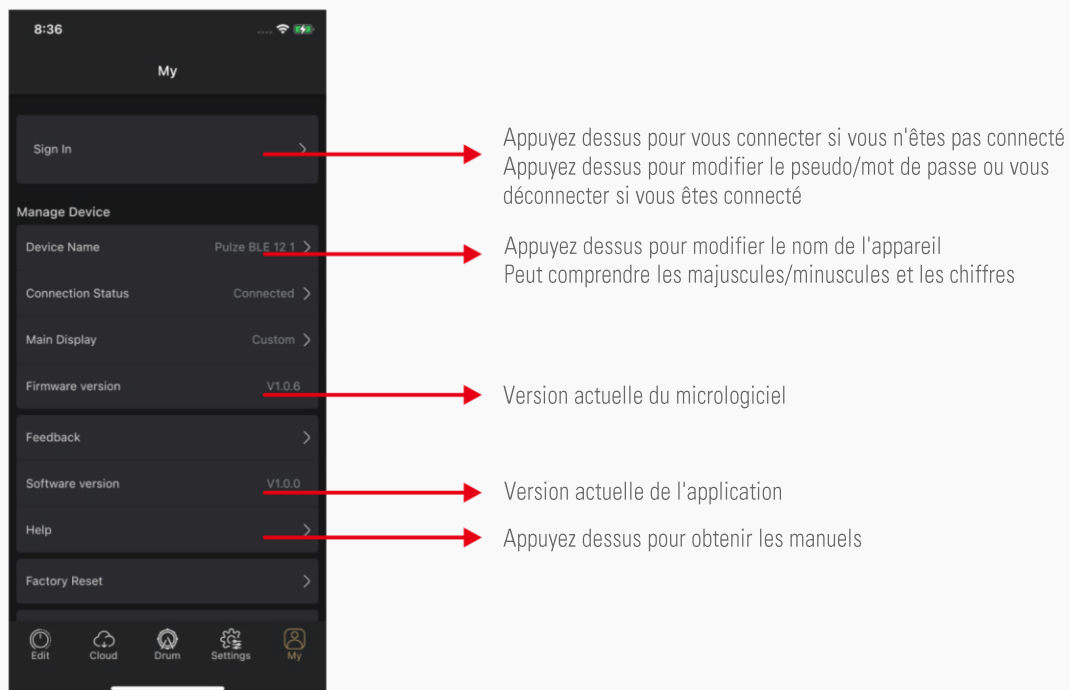 8:36
My
Sign In
Appuyez dessus pour vous connecter si vous n'êtes pas connecté
Appuyez dessus pour modifier le pseudo/mot de passe ou vous
déconnecter si vous êtes connecté
Manage Device
Device Name Pulze BLE 12 1
Appuyez dessus pour modifier le nom de l'appareil
Peut comprendre les majuscules/minuscules et les chiffres
Connection Status Connected
Main Display Custom
Firmware version V1.0.6
Version actuelle du micrologiciel
Feedback
Software version V1.0.0
Version actuelle de l'application
Help
Appuyez dessus pour obtenir les manuels
Factory Reset
Edit Cloud Drum Settings My